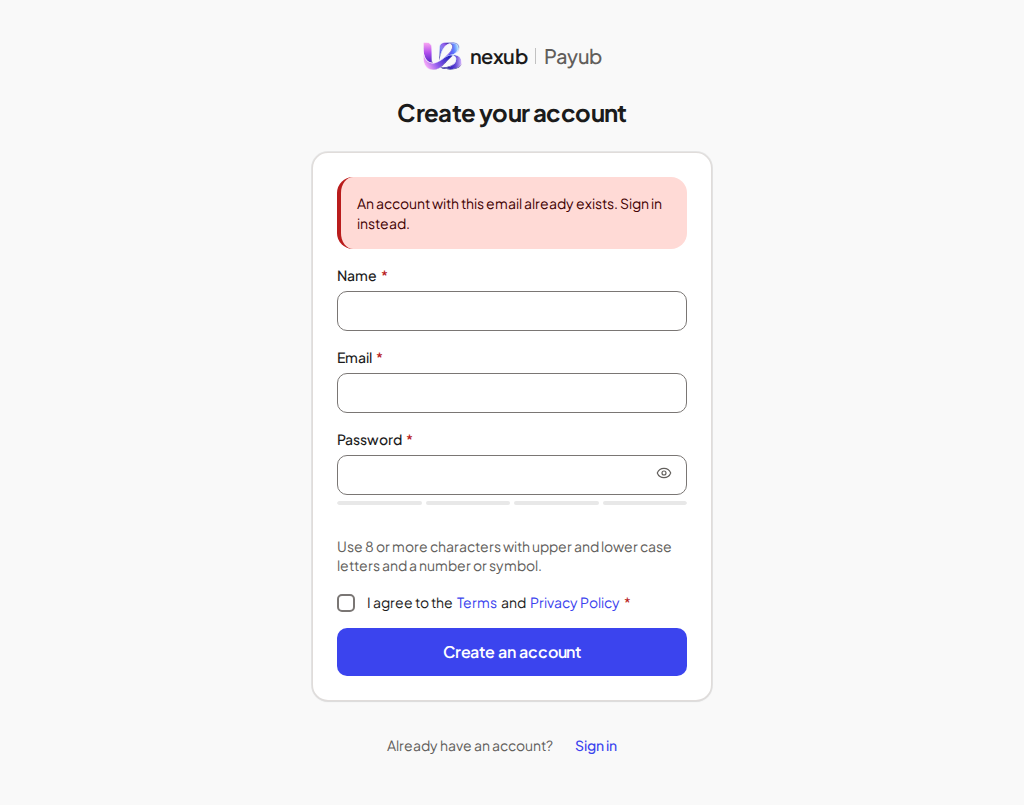 nexub | Payub
Create your account
An account with this email already exists. Sign in
instead.
Name *
Email *
Password *
Use 8 or more characters with upper and lower case
letters and a number or symbol.
I agree to the Terms and Privacy Policy *
Create an account
Already have an account? Sign in